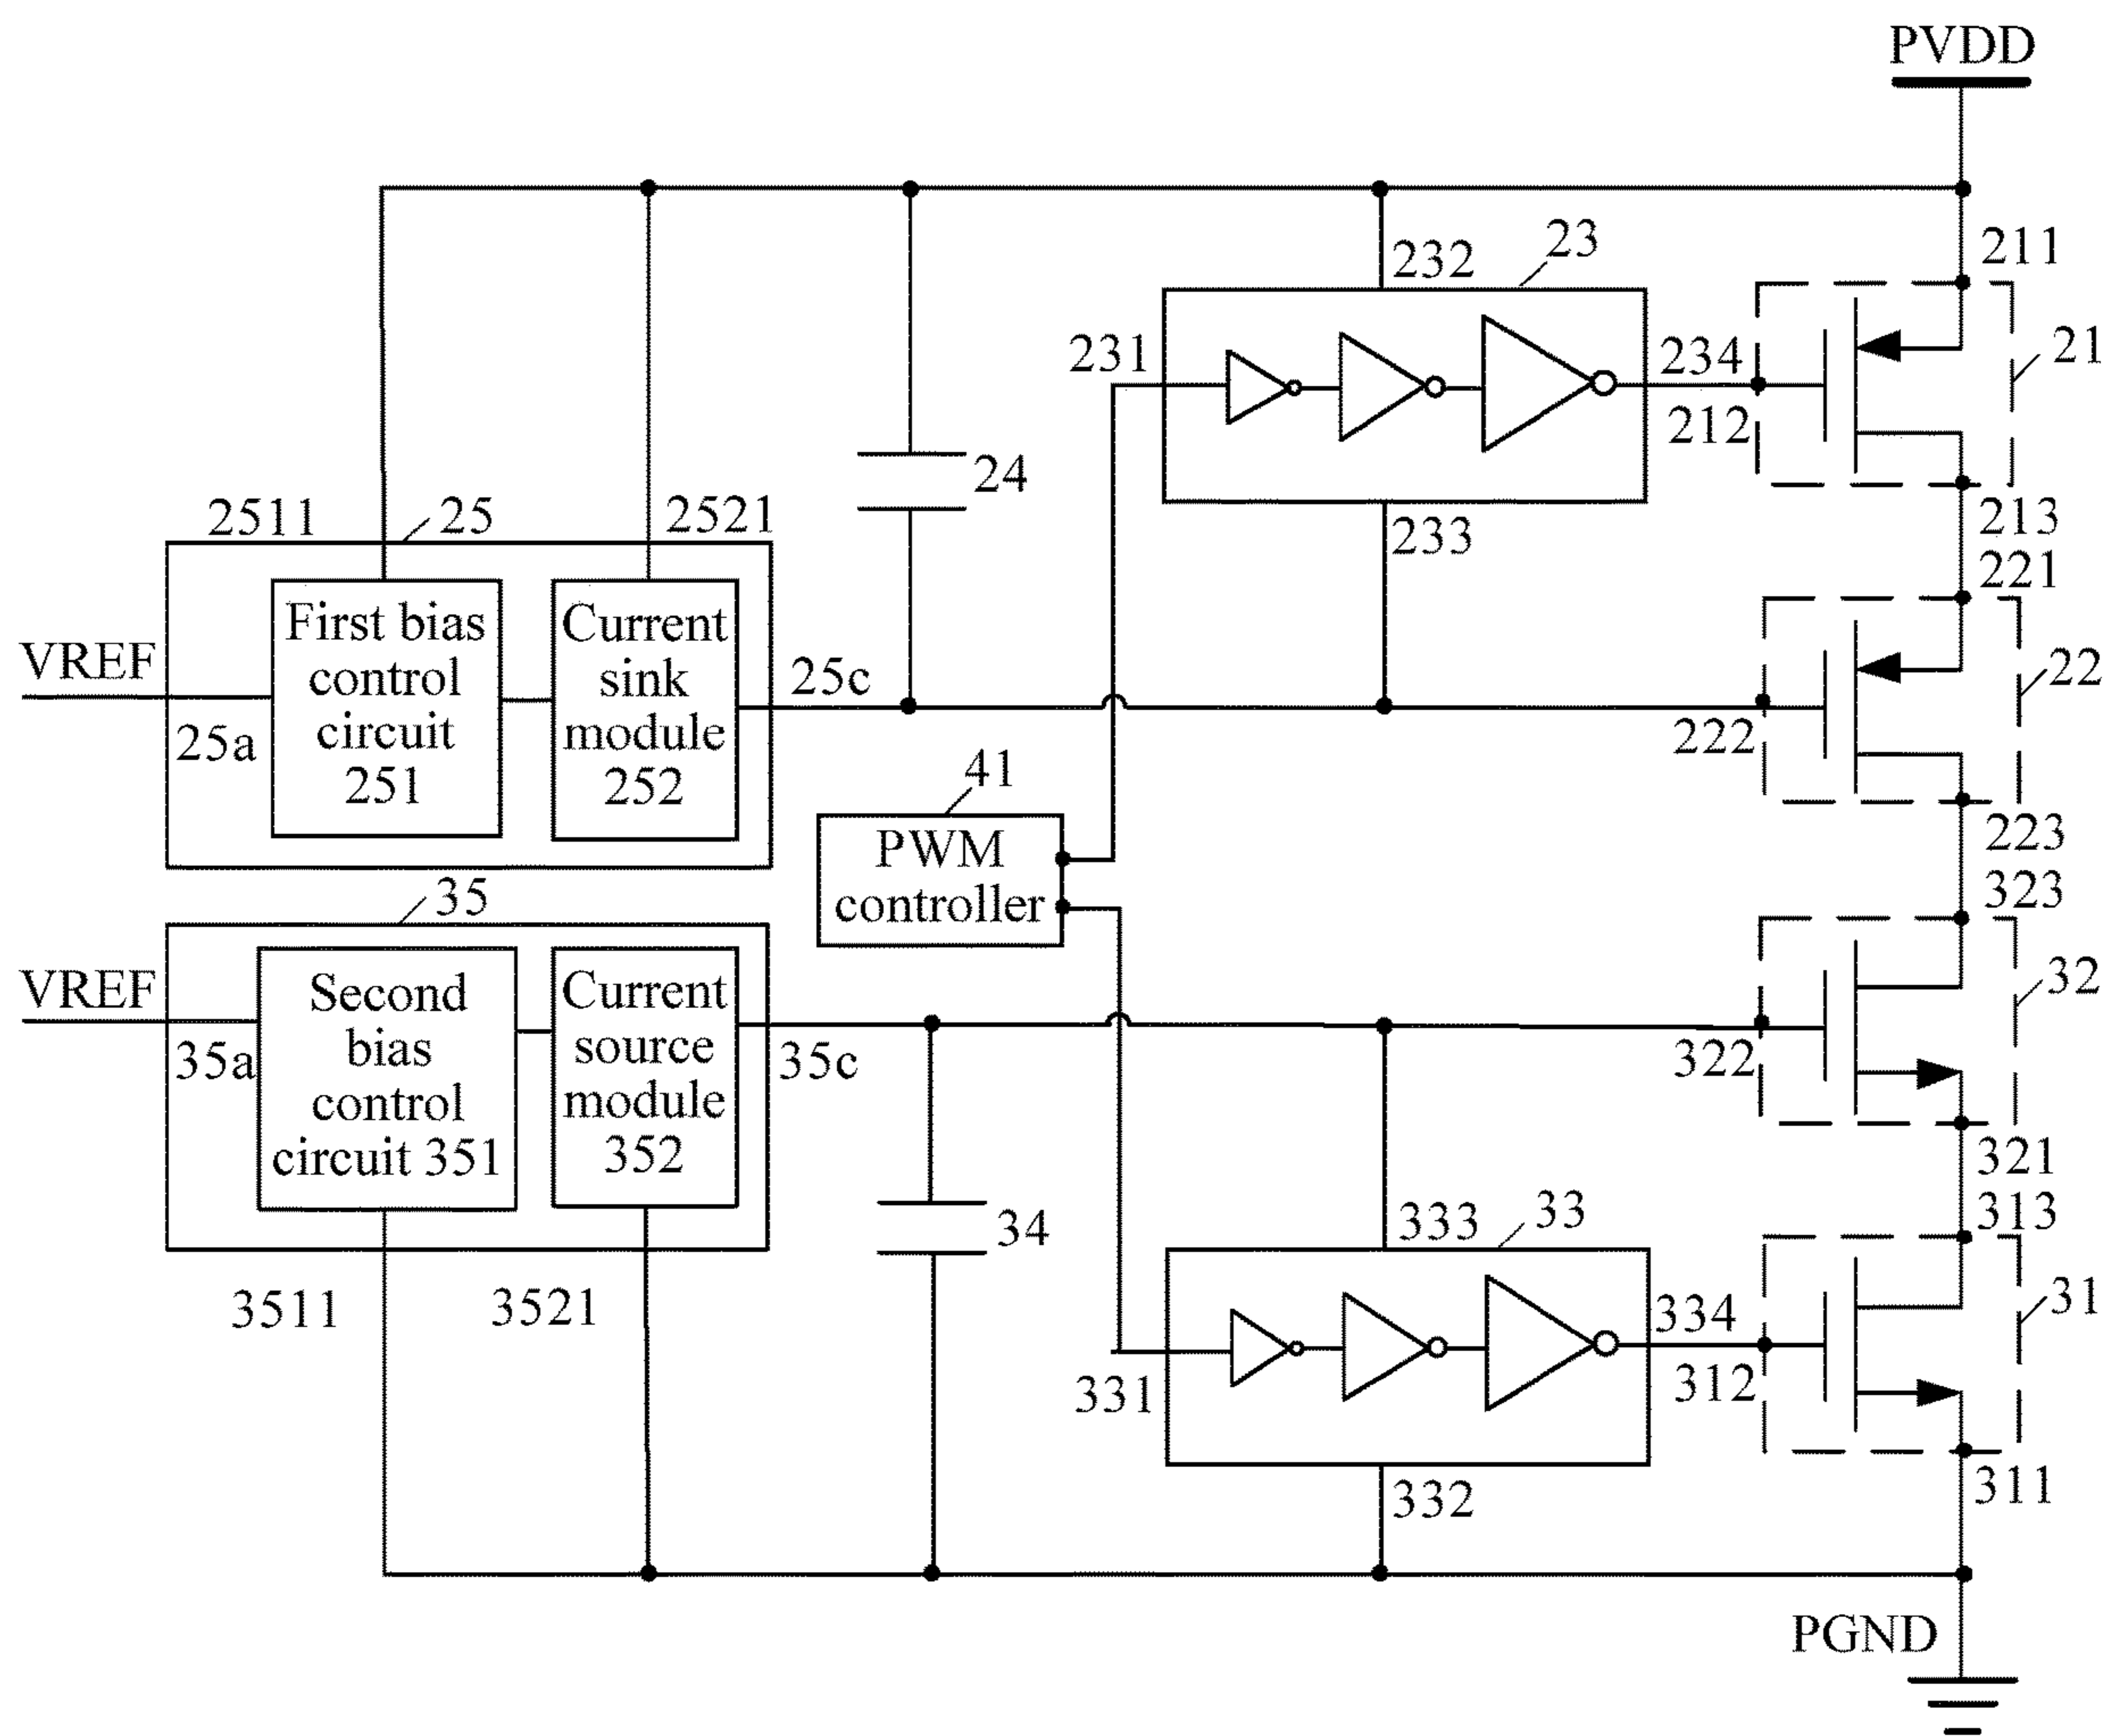 PVDD
211
232
23
231
234
21
212
24
2511
25
2521
233
213
221
First bias
control
circuit
251
Current
sink
module
252
VREF
25a
25c
22
222
41
223
PWM
controller
35
323
VREF
35a
Second
bias
control
circuit 351
Current
source
module
352
35c
32
322
321
34
333
33
313
3511
3521
334
31
331
312
332
311
PGND